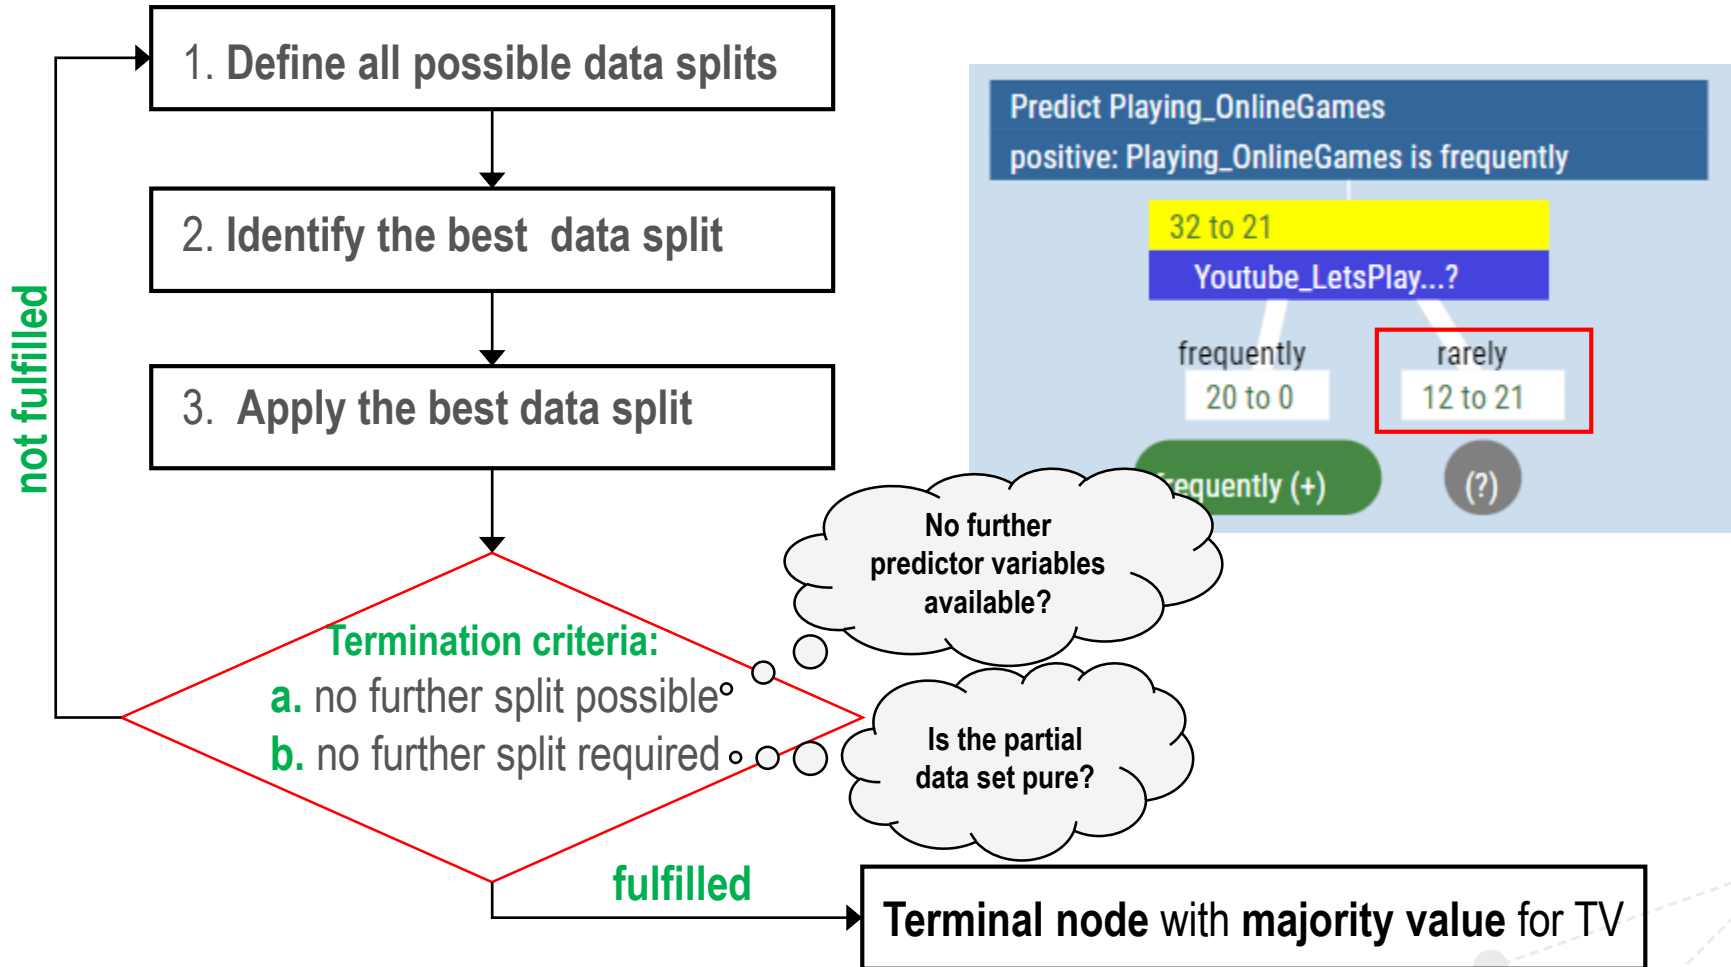 1. Define all possible data splits
2. Identify the best data split
3. Apply the best data split
not fulfilled
Termination criteria:
a. no further split possible
b. no further split required
fulfilled
Terminal node with majority value for TV
No further
predictor variables
available?
Is the partial
data set pure?
Predict Playing_OnlineGames
positive: Playing_OnlineGames is frequently
32 to 21
Youtube_LetsPlay...?
frequently
rarely
20 to 0
12 to 21
requently (+)
(?)